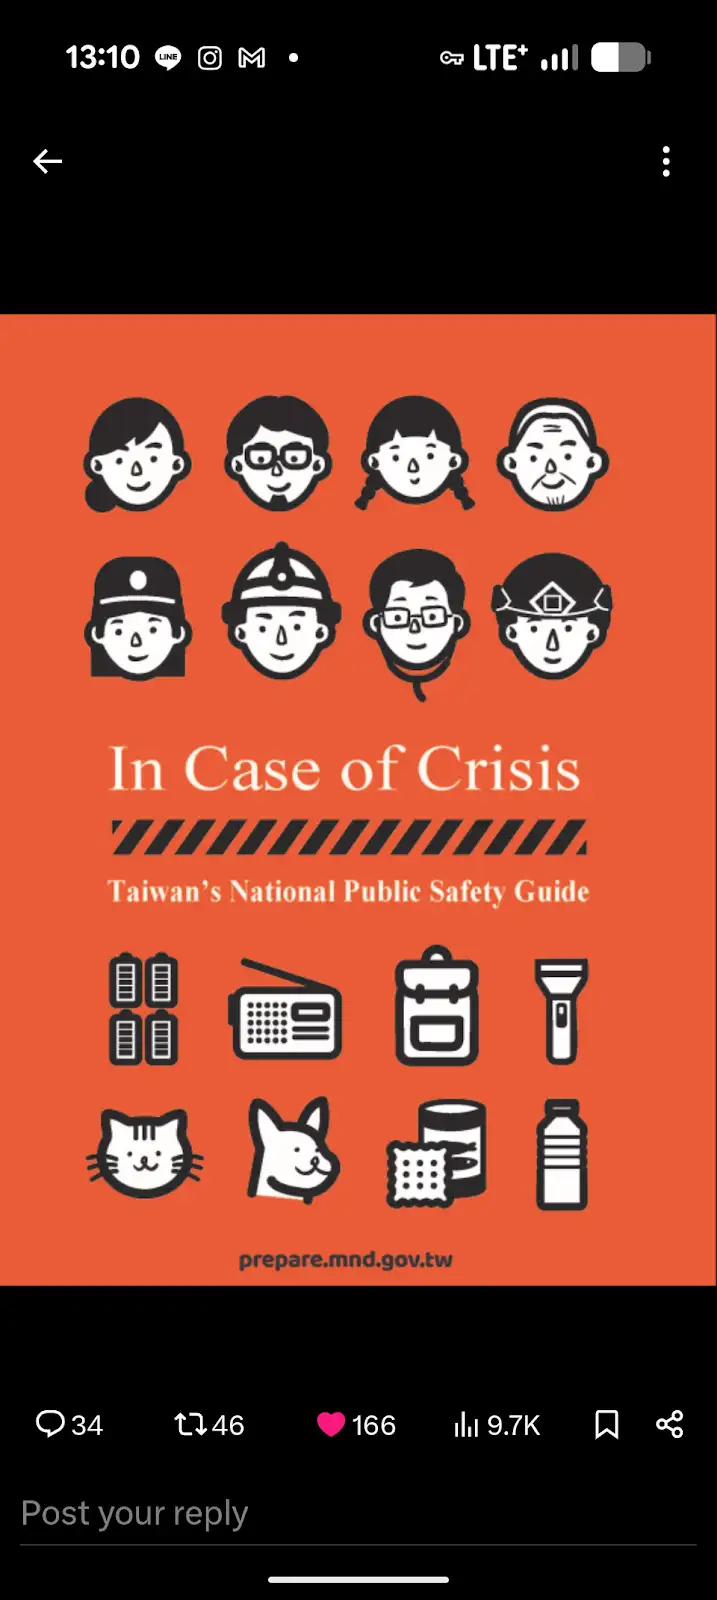 13:10 LINE LTE+
In Case of Crisis
Taiwan's National Public Safety Guide
prepare.mnd.gov.tw
34 46 166 9.7K
Post your reply